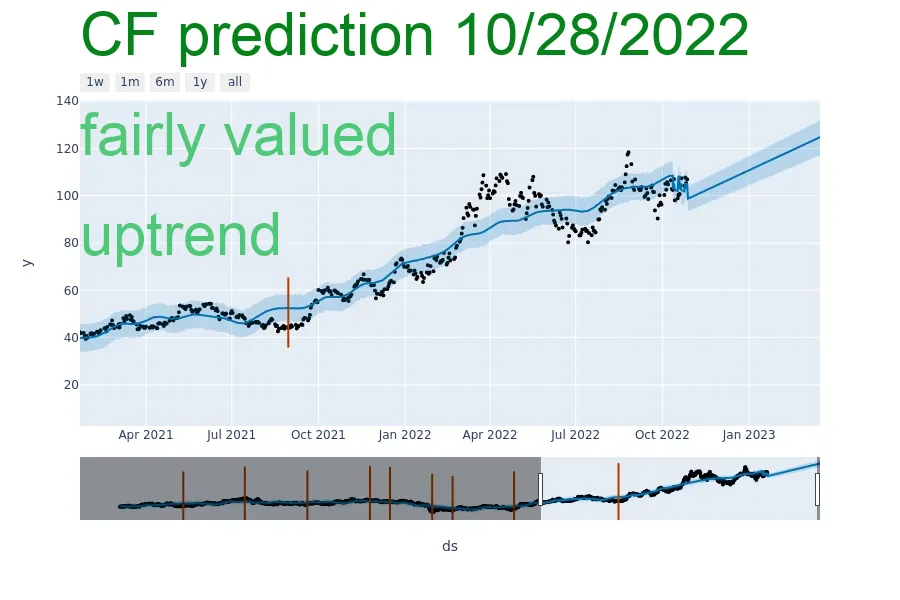 CF prediction 10/28/2022
1w 1m 6m 1y all
140
fairly valued
120
100
uptrend
80
y
60
40
20
Apr 2021 Jul 2021 Oct 2021 Jan 2022 Apr 2022 Jul 2022 Oct 2022 Jan 2023
ds